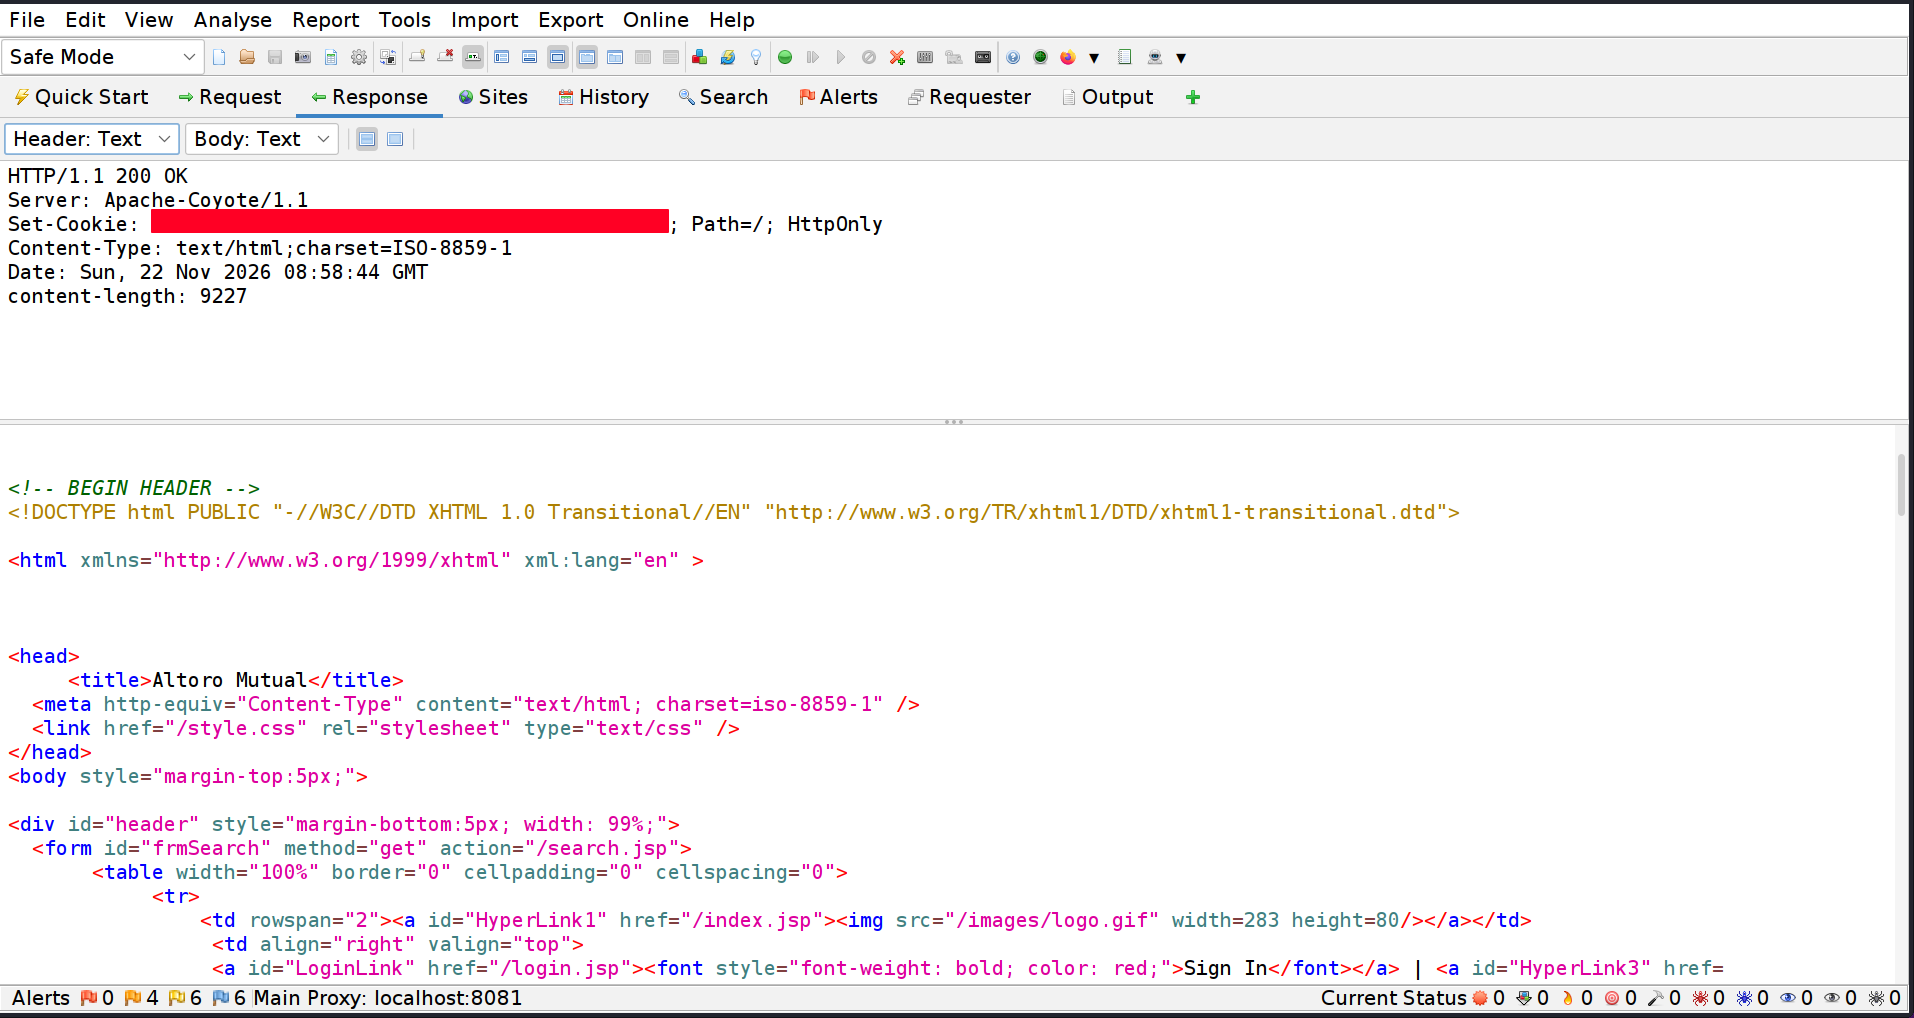 File Edit View Analyse Report Tools Import Export Online Help
Safe Mode
Quick Start Request Response Sites History Search Alerts Requester Output
Header: Text Body: Text
HTTP/1.1 200 OK
Server: Apache-Coyote/1.1
Set-Cookie: ; Path=/; HttpOnly
Content-Type: text/html;charset=ISO-8859-1
Date: Sun, 22 Nov 2026 08:58:44 GMT
content-length: 9227
<!-- BEGIN HEADER -->
<!DOCTYPE html PUBLIC "-//W3C//DTD XHTML 1.0 Transitional//EN" "http://www.w3.org/TR/xhtml1/DTD/xhtml1-transitional.dtd">
<html xmlns="http://www.w3.org/1999/xhtml" xml:lang="en" >
<head>
<title>Altoro Mutual</title>
<meta http-equiv="Content-Type" content="text/html; charset=iso-8859-1" />
<link href="/style.css" rel="stylesheet" type="text/css" />
</head>
<body style="margin-top:5px;">
<div id="header" style="margin-bottom:5px; width: 99%;">
<form id="frmSearch" method="get" action="/search.jsp">
<table width="100%" border="0" cellpadding="0" cellspacing="0">
<tr>
<td rowspan="2"><a id="HyperLink1" href="/index.jsp"><img src="/images/logo.gif" width=283 height=80/></a></td>
<td align="right" valign="top">
<a id="LoginLink" href="/login.jsp"><font style="font-weight: bold; color: red;">Sign In</font></a> | <a id="HyperLink3" href=
Alerts 0 4 6 6 Main Proxy: localhost:8081 Current Status 0 0 0 0 0 0 0 0 0 0